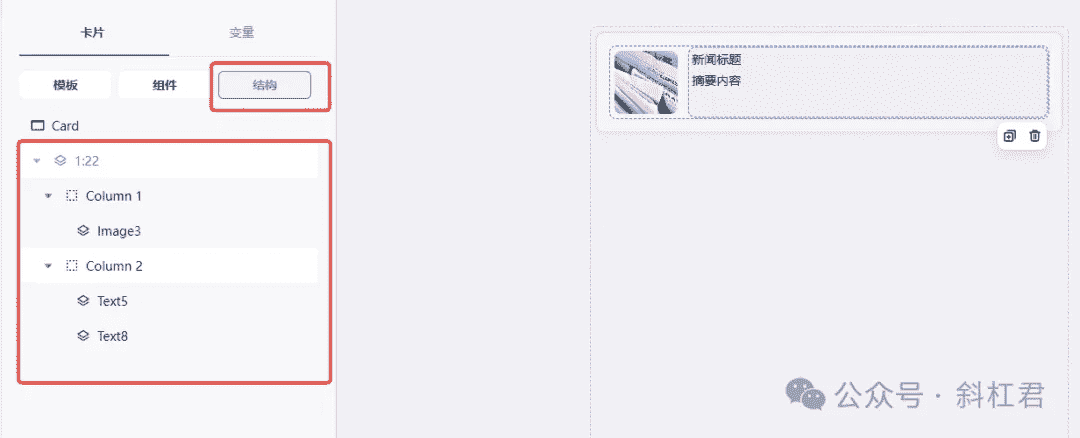 卡片 变量
模板 组件 结构
Card
1:22
Column 1
Image3
Column 2
Text5
Text8
新闻标题
摘要内容
公众号 · 斜杠君